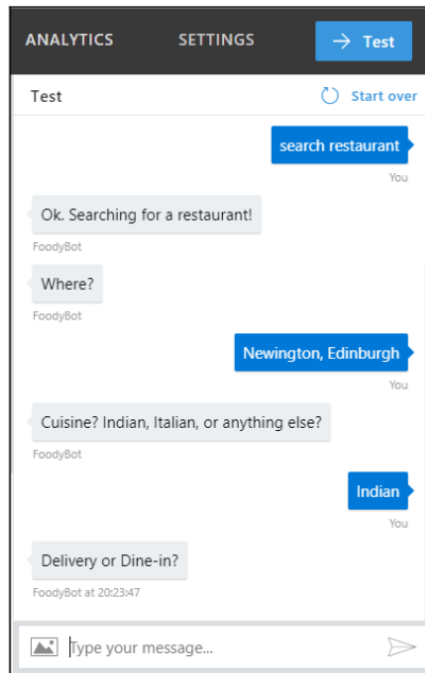 ANALYTICS SETTINGS → Test
Test Start over
search restaurant
You
Ok. Searching for a restaurant!
FoodyBot
Where?
FoodyBot
Newington, Edinburgh
You
Cuisine? Indian, Italian, or anything else?
FoodyBot
Indian
You
Delivery or Dine-in?
FoodyBot at 20:23:47
Type your message...